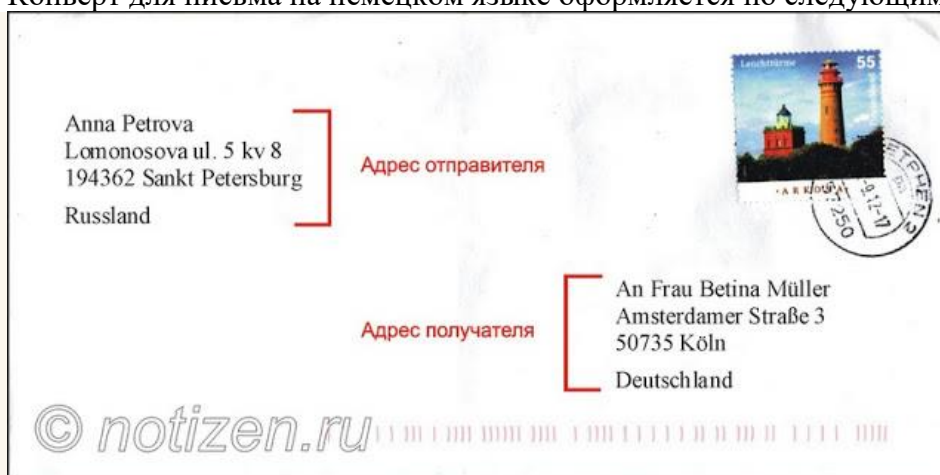 Конверт для письма на немецком языке оформляется по следующим
Leuchttürme 55
Anna Petrova
Lomonosova ul. 5 kv 8
194362 Sankt Petersburg
Russland
Адрес отправителя
ARKONA
An Frau Betina Müller
Amsterdamer Straße 3
50735 Köln
Deutschland
Адрес получателя
© notizen.ru